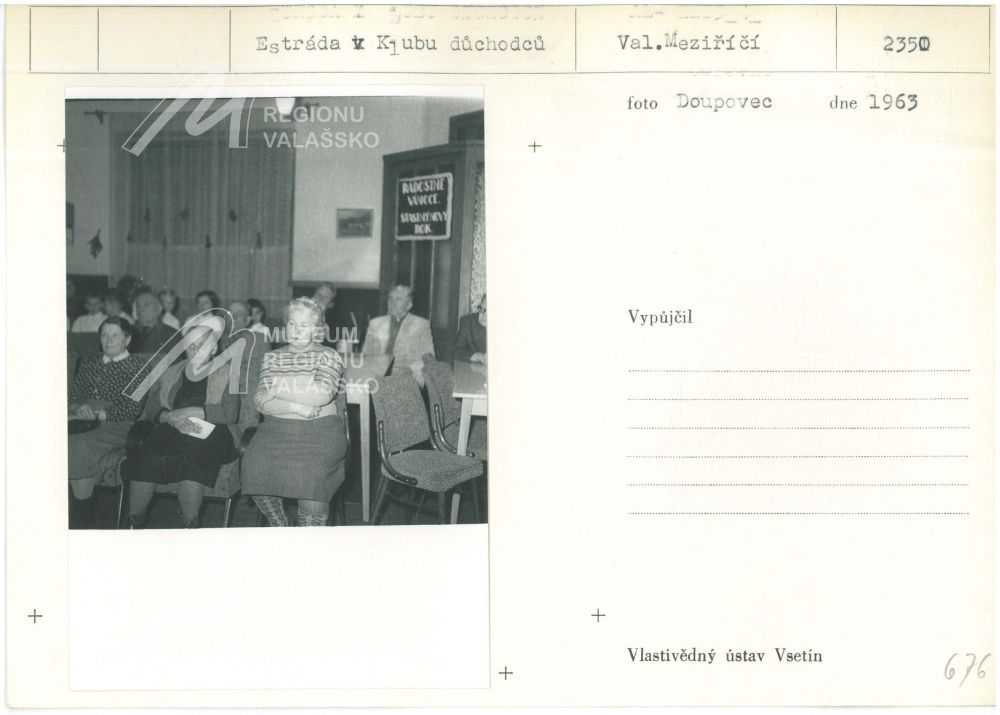 Estráda v Klubu důchodců
Val.Meziříčí
2350
foto Doupovec dne 1963
REGIONU
VALAŠSKO
RADOSTNÉ
VÁNOCE.
ŠŤASTNÝ NOVÝ
ROK.
MUZEUM
REGIONU
VALAŠSKO
Vypůjčil
Vlastivědný ústav Vsetín
676